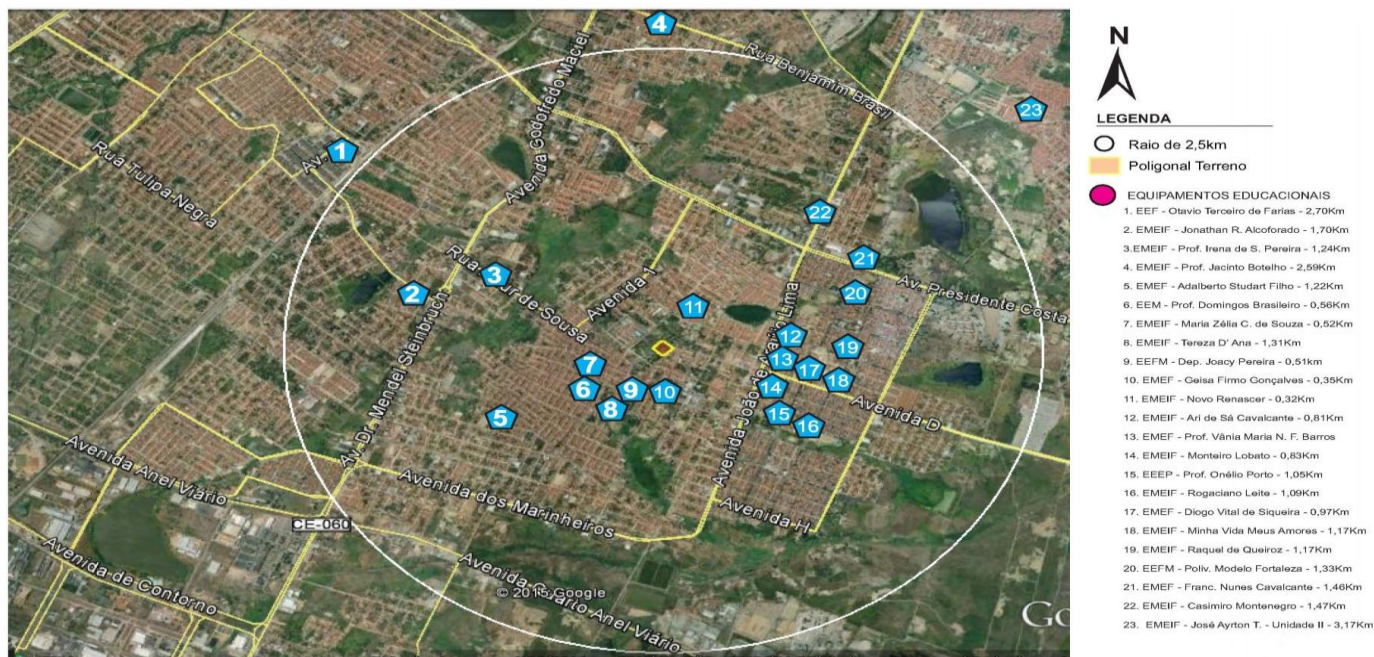 4
Rua Benjamim Brasil
Avenida Godofredo Maciel
23
1
Av.
Rua Tulipa Negra
22
21
Av. Presidente Costa
3
2
Rua
de Sousa
Avenida 1
20
11
Avenida João de Araújo Lima
12
19
13
17
18
7
6
9
10
14
8
15
16
5
Avenida D
Av. Dr. Mendel Steinbruch
Avenida Anel Viário
Avenida dos Marinheiros
Avenida H
CE-060
Avenida de Contorno
© 2015 Google
Avenida Quarto Anel Viário
Go
N
LEGENDA
Raio de 2,5km
Poligonal Terreno
EQUIPAMENTOS EDUCACIONAIS
1. EEF - Otavio Terceiro de Farias - 2,70Km
2. EMEIF - Jonathan R. Alcoforado - 1,70Km
3.EMEIF - Prof. Irena de S. Pereira - 1,24Km
4. EMEIF - Prof. Jacinto Botelho - 2,59Km
5. EMEF - Adalberto Studart Filho - 1,22Km
6. EEM - Prof. Domingos Brasileiro - 0,56Km
7. EMEIF - Maria Zélia C. de Souza - 0,52Km
8. EMEIF - Tereza D' Ana - 1,31Km
9. EEFM - Dep. Joacy Pereira - 0,51km
10. EMEF - Geisa Firmo Gonçalves - 0,35Km
11. EMEIF - Novo Renascer - 0,32Km
12. EMEIF - Ari de Sá Cavalcante - 0,81Km
13. EMEF - Prof. Vânia Maria N. F. Barros
14. EMEIF - Monteiro Lobato - 0,83Km
15. EEEP - Prof. Onélio Porto - 1,05Km
16. EMEIF - Rogaciano Leite - 1,09Km
17. EMEF - Diogo Vital de Siqueira - 0,97Km
18. EMEIF - Minha Vida Meus Amores - 1,17Km
19. EMEIF - Raquel de Queiroz - 1,17Km
20. EEFM - Poliv. Modelo Fortaleza - 1,33Km
21. EMEF - Franc. Nunes Cavalcante - 1,46Km
22. EMEIF - Casimiro Montenegro - 1,47Km
23. EMEIF - José Ayrton T. - Unidade II - 3,17Km